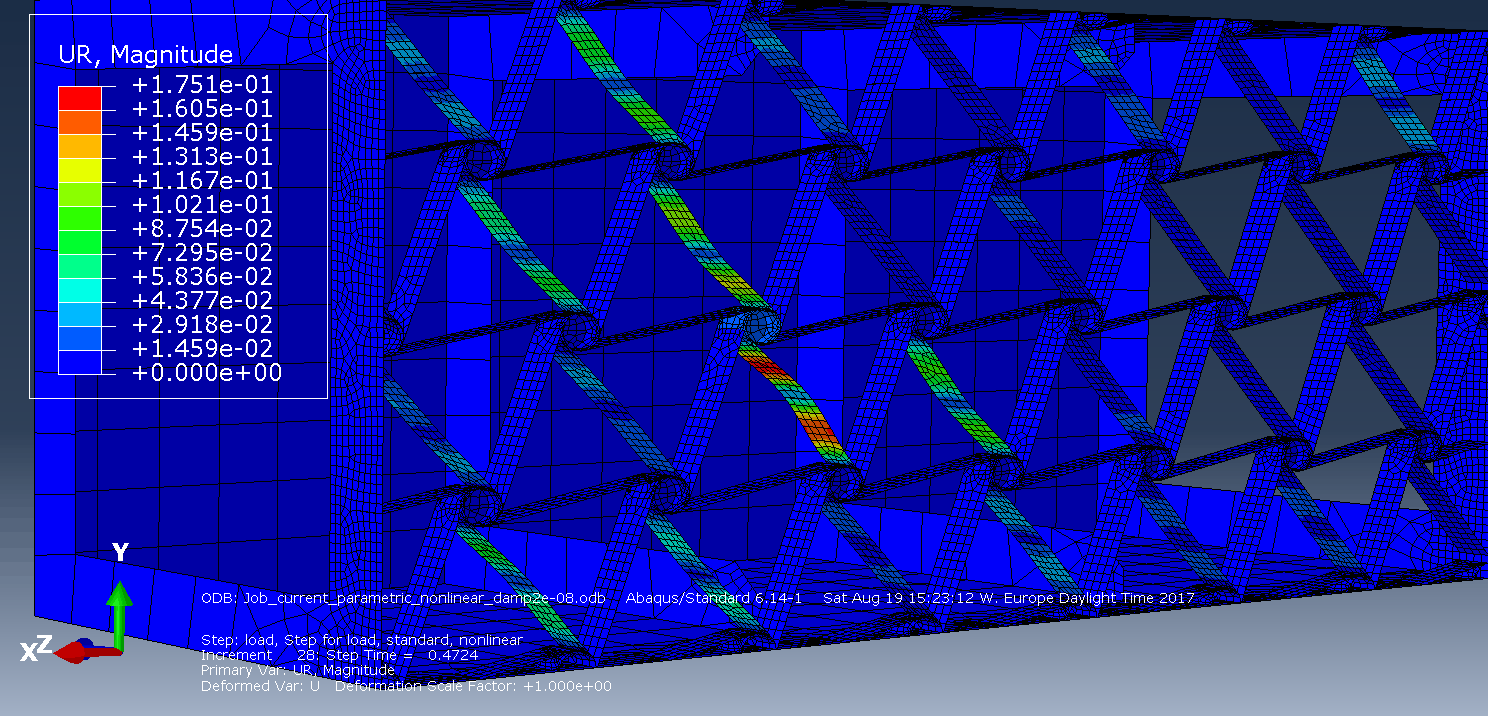 UR, Magnitude
+1.751e-01
+1.605e-01
+1.459e-01
+1.313e-01
+1.167e-01
+1.021e-01
+8.754e-02
+7.295e-02
+5.836e-02
+4.377e-02
+2.918e-02
+1.459e-02
+0.000e+00
Y
X Z
ODB: Job_current_parametric_nonlinear_damp2e-08.odb Abaqus/Standard 6.14-1 Sat Aug 19 15:23:12 W. Europe Daylight Time 2017
Step: load, Step for load, standard, nonlinear
Increment 28: Step Time = 0.4724
Primary Var: UR, Magnitude
Deformed Var: U Deformation Scale Factor: +1.000e+00